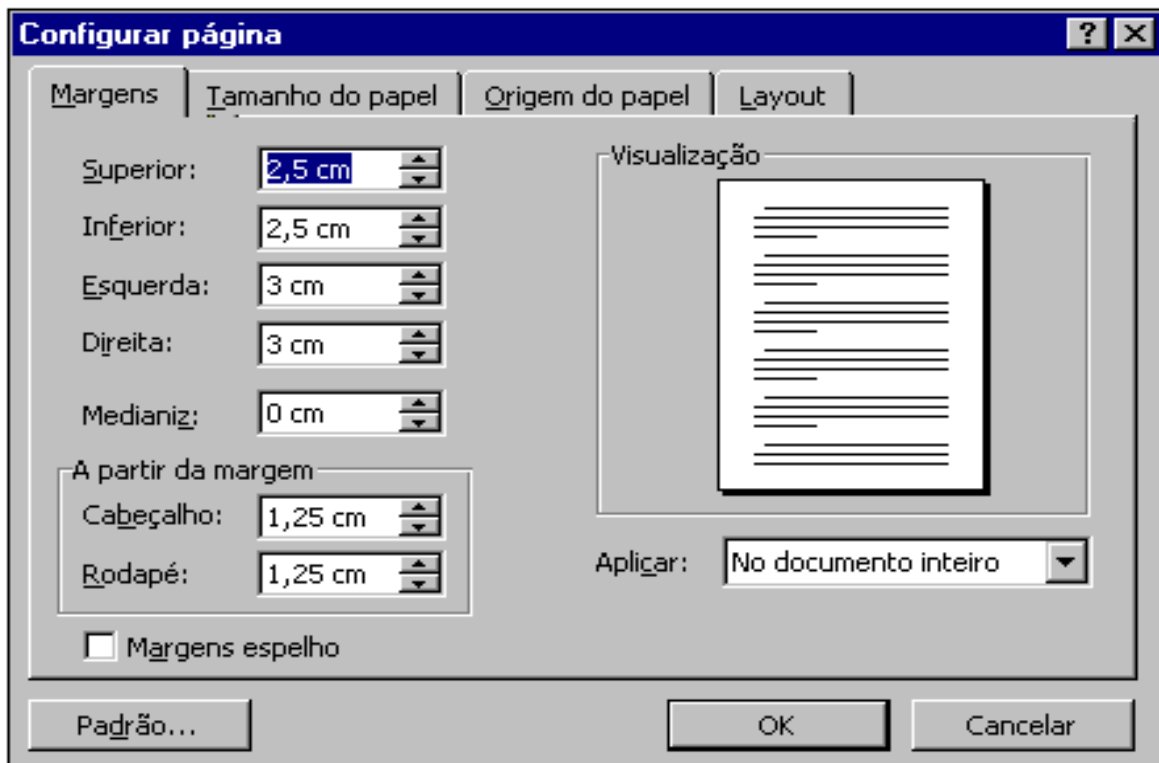 Configurar página
Margens Tamanho do papel Origem do papel Layout
Superior: 2,5 cm
Inferior: 2,5 cm
Esquerda: 3 cm
Direita: 3 cm
Medianiz: 0 cm
A partir da margem
Cabeçalho: 1,25 cm
Rodapé: 1,25 cm
Margens espelho
Visualização
Aplicar: No documento inteiro
Padrão... OK Cancelar